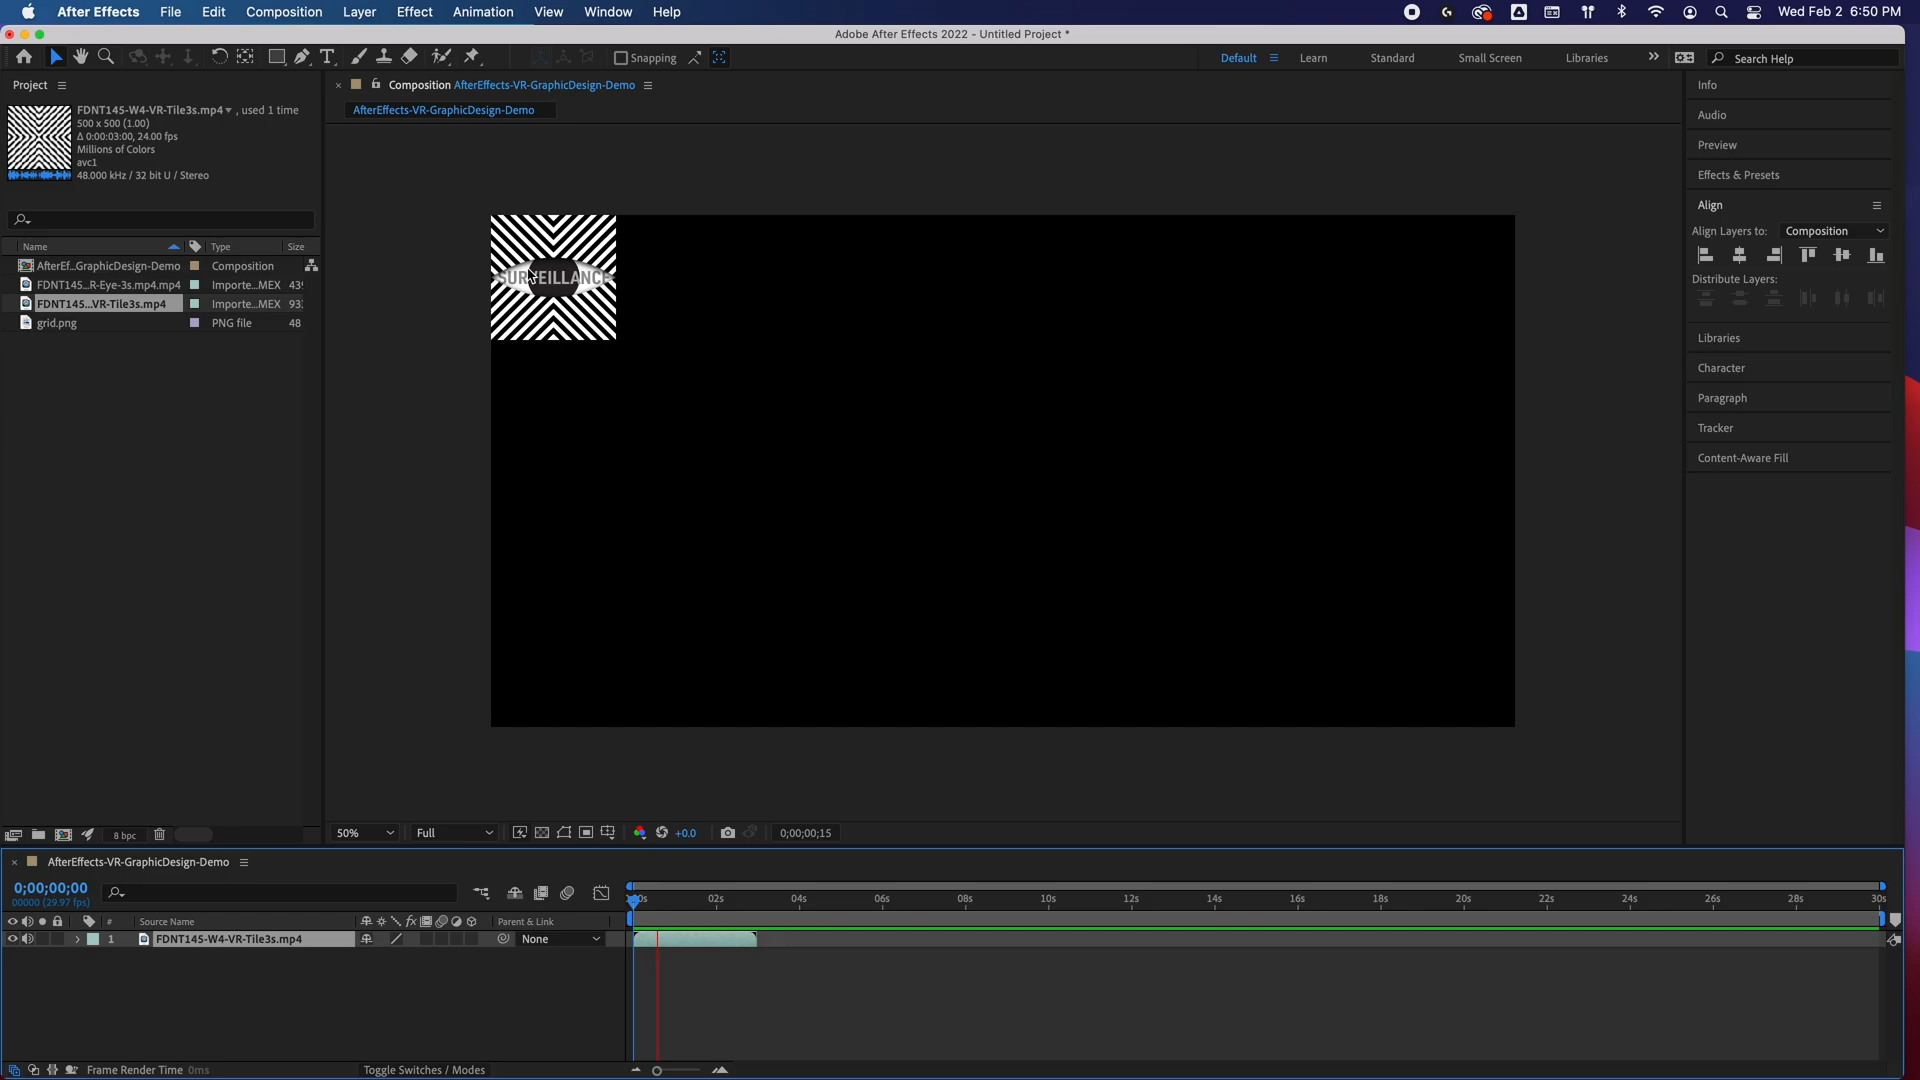 After Effects File Edit Composition Layer Effect Animation View Window Help
Wed Feb 2 6:50 PM
Adobe After Effects 2022 - Untitled Project *
Snapping
Default Learn Standard Small Screen Libraries
Search Help
Project
FDNT145-W4-VR-Tile3s.mp4 , used 1 time
500 x 500 (1.00)
Δ 0:00:03:00, 24.00 fps
Millions of Colors
avc1
48.000 kHz / 32 bit U / Stereo
Name Type Size
AfterEf...GraphicDesign-Demo Composition
FDNT145...R-Eye-3s.mp4.mp4 Importe...MEX
FDNT145...VR-Tile3s.mp4 Importe...MEX
grid.png PNG file 48
8 bpc
Composition AfterEffects-VR-GraphicDesign-Demo
AfterEffects-VR-GraphicDesign-Demo
SURVEILLANCE
50% Full +0.0 0;00;00;15
Info
Audio
Preview
Effects & Presets
Align
Align Layers to: Composition
Distribute Layers:
Libraries
Character
Paragraph
Tracker
Content-Aware Fill
AfterEffects-VR-GraphicDesign-Demo
0;00;00;00
00000 (29.97 fps)
02s 04s 06s 08s 10s 12s 14s 16s 18s 20s 22s 24s 26s 28s 30s
# Source Name Parent & Link
1 FDNT145-W4-VR-Tile3s.mp4 None
Frame Render Time 0ms
Toggle Switches / Modes